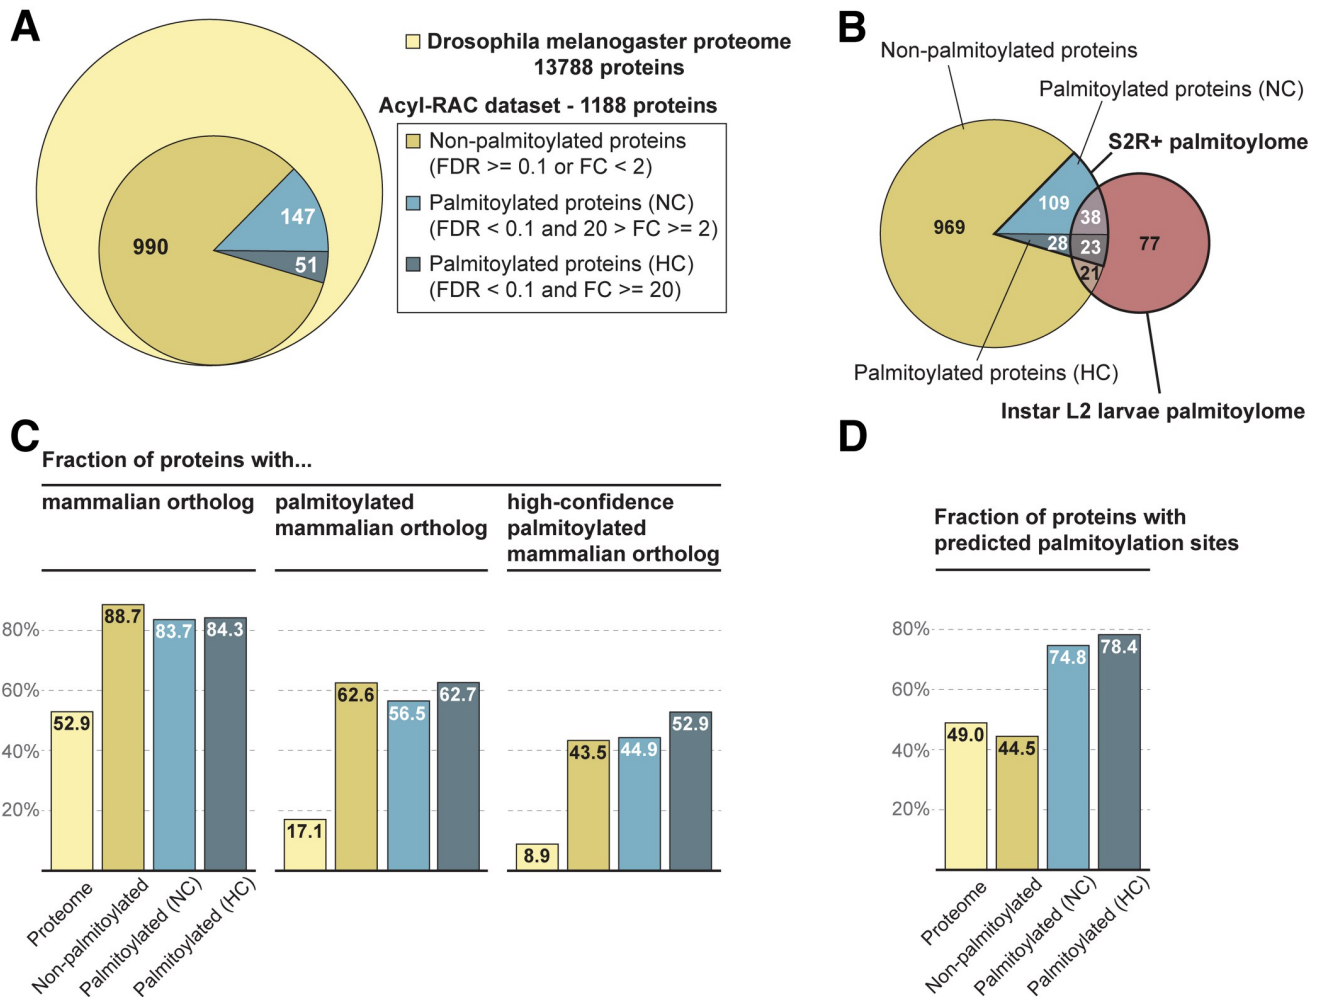 A
Drosophila melanogaster proteome
13788 proteins
Acyl-RAC dataset - 1188 proteins
Non-palmitoylated proteins
(FDR >= 0.1 or FC < 2)
Palmitoylated proteins (NC)
(FDR < 0.1 and 20 > FC >= 2)
Palmitoylated proteins (HC)
(FDR < 0.1 and FC >= 20)
990
147
51
B
Non-palmitoylated proteins
Palmitoylated proteins (NC)
S2R+ palmitoylome
969
109
38
28
23
21
77
Palmitoylated proteins (HC)
Instar L2 larvae palmitoylome
C
Fraction of proteins with...
mammalian ortholog
palmitoylated
mammalian ortholog
high-confidence
palmitoylated
mammalian ortholog
80%
60%
40%
20%
52.9
88.7
83.7
84.3
17.1
62.6
56.5
62.7
8.9
43.5
44.9
52.9
Proteome
Non-palmitoylated
Palmitoylated (NC)
Palmitoylated (HC)
D
Fraction of proteins with
predicted palmitoylation sites
80%
60%
40%
20%
49.0
44.5
74.8
78.4
Proteome
Non-palmitoylated
Palmitoylated (NC)
Palmitoylated (HC)